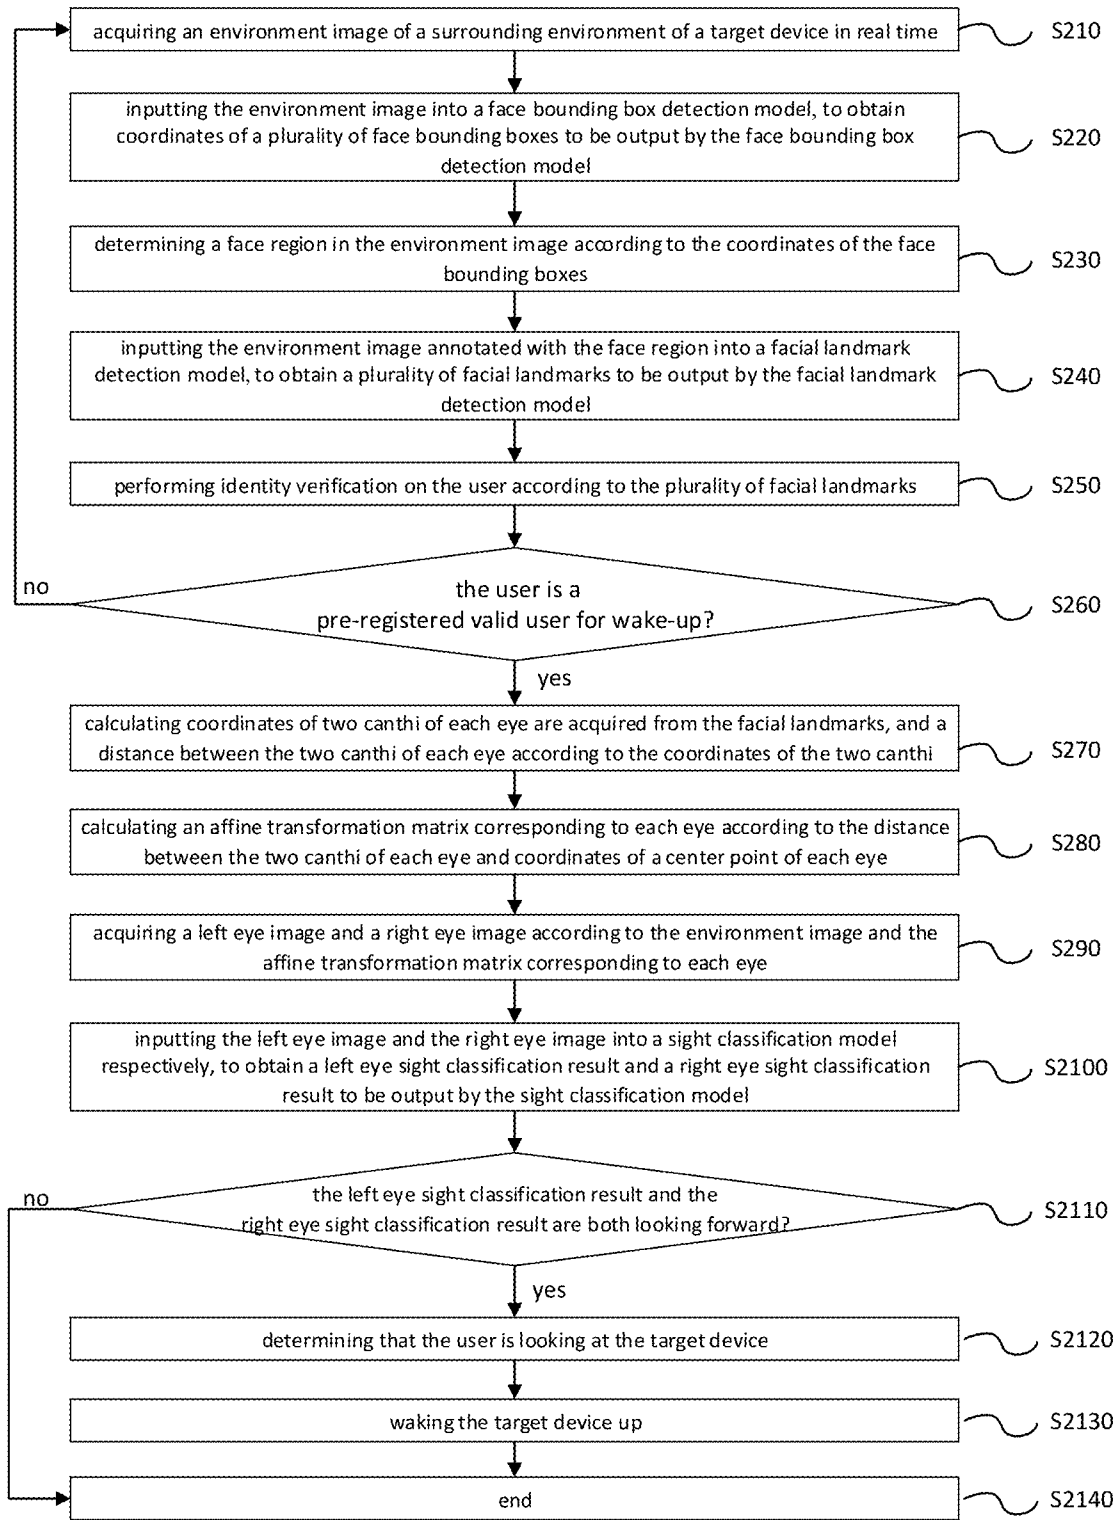 acquiring an environment image of a surrounding environment of a target device in real time
S210
inputting the environment image into a face bounding box detection model, to obtain
coordinates of a plurality of face bounding boxes to be output by the face bounding box
detection model
S220
determining a face region in the environment image according to the coordinates of the face
bounding boxes
S230
inputting the environment image annotated with the face region into a facial landmark
detection model, to obtain a plurality of facial landmarks to be output by the facial landmark
detection model
S240
performing identity verification on the user according to the plurality of facial landmarks
S250
no
the user is a
pre-registered valid user for wake-up?
S260
yes
calculating coordinates of two canthi of each eye are acquired from the facial landmarks, and a
distance between the two canthi of each eye according to the coordinates of the two canthi
S270
calculating an affine transformation matrix corresponding to each eye according to the distance
between the two canthi of each eye and coordinates of a center point of each eye
S280
acquiring a left eye image and a right eye image according to the environment image and the
affine transformation matrix corresponding to each eye
S290
inputting the left eye image and the right eye image into a sight classification model
respectively, to obtain a left eye sight classification result and a right eye sight classification
result to be output by the sight classification model
S2100
no
the left eye sight classification result and the
right eye sight classification result are both looking forward?
S2110
yes
determining that the user is looking at the target device
S2120
waking the target device up
S2130
end
S2140